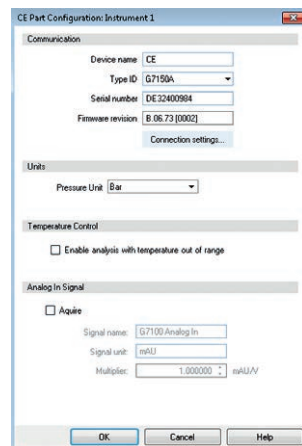 CE Part Configuration: Instrument 1
Communication
Device name CE
Type ID G7150A
Serial number DE32400984
Firmware revision B.06.73 [0002]
Connection settings...
Units
Pressure Unit Bar
Temperature Control
Enable analysis with temperature out of range
Analog In Signal
Aquire
Signal name: G7100 Analog In
Signal unit: mAU
Multiplier: 1.000000 mAU/V
OK Cancel Help